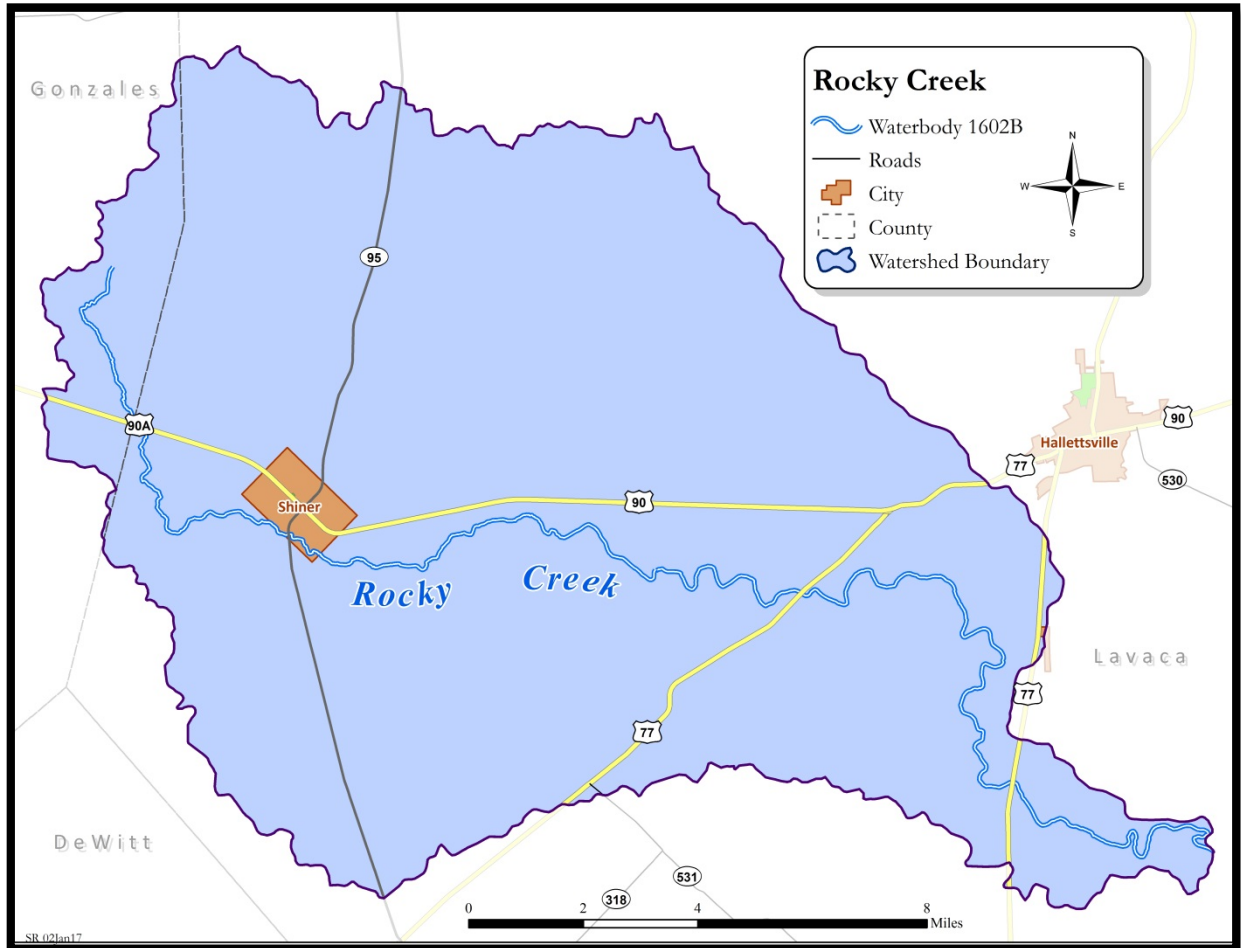 Rocky Creek
Waterbody 1602B
Roads
City
County
Watershed Boundary
N
W E
S
Gonzales
95
90A
Shiner
90
77
Hallettsville
90
530
Rocky Creek
Lavaca
77
77
DeWitt
531
318
0 2 4 8
Miles
SR 02Jan17